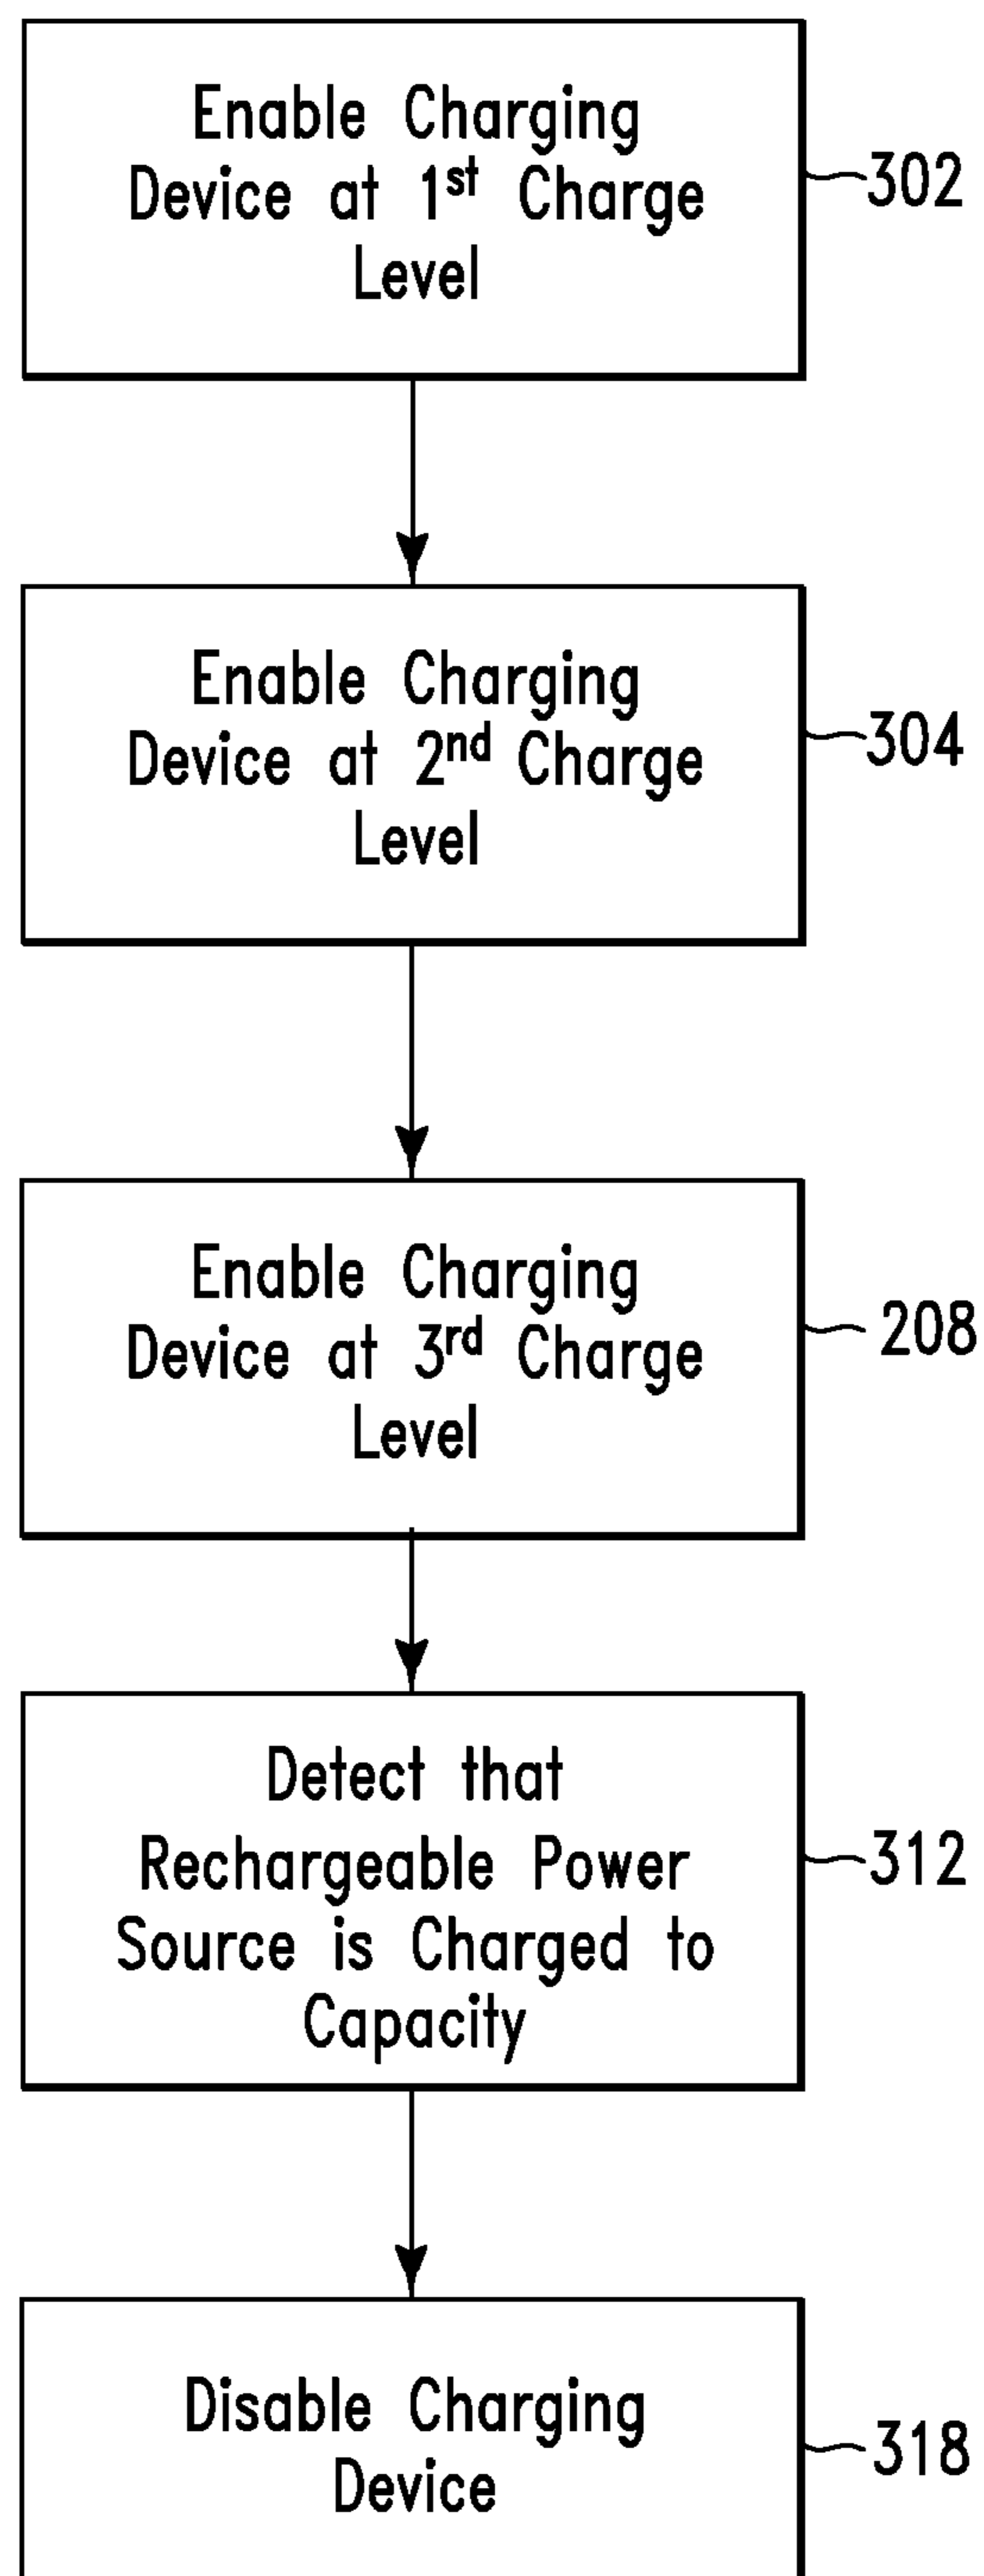 Enable Charging
Device at 1st Charge
Level
302
Enable Charging
Device at 2nd Charge
Level
304
Enable Charging
Device at 3rd Charge
Level
208
Detect that
Rechargeable Power
Source is Charged to
Capacity
312
Disable Charging
Device
318